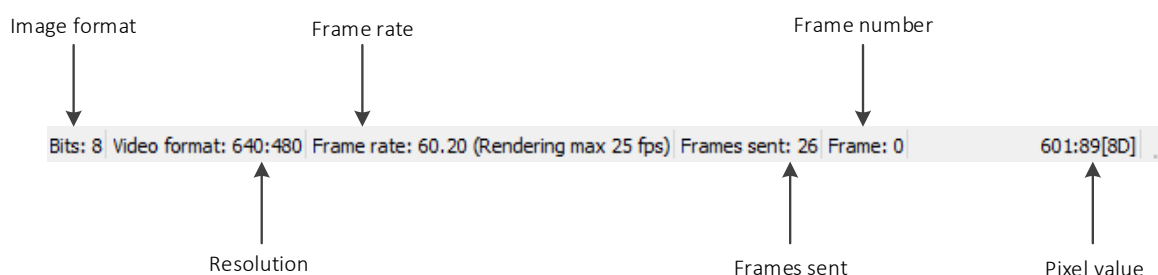 Image format
Frame rate
Frame number
Bits: 8 Video format: 640:480 Frame rate: 60.20 (Rendering max 25 fps) Frames sent: 26 Frame: 0 601:89[8D]
Resolution
Frames sent
Pixel value